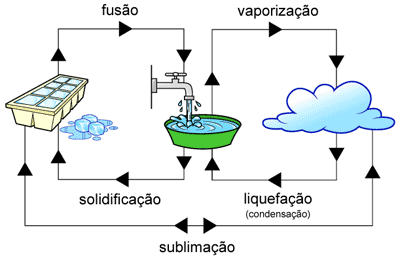 fusão
vaporização
solidificação
liquefação
(condensação)
sublimação